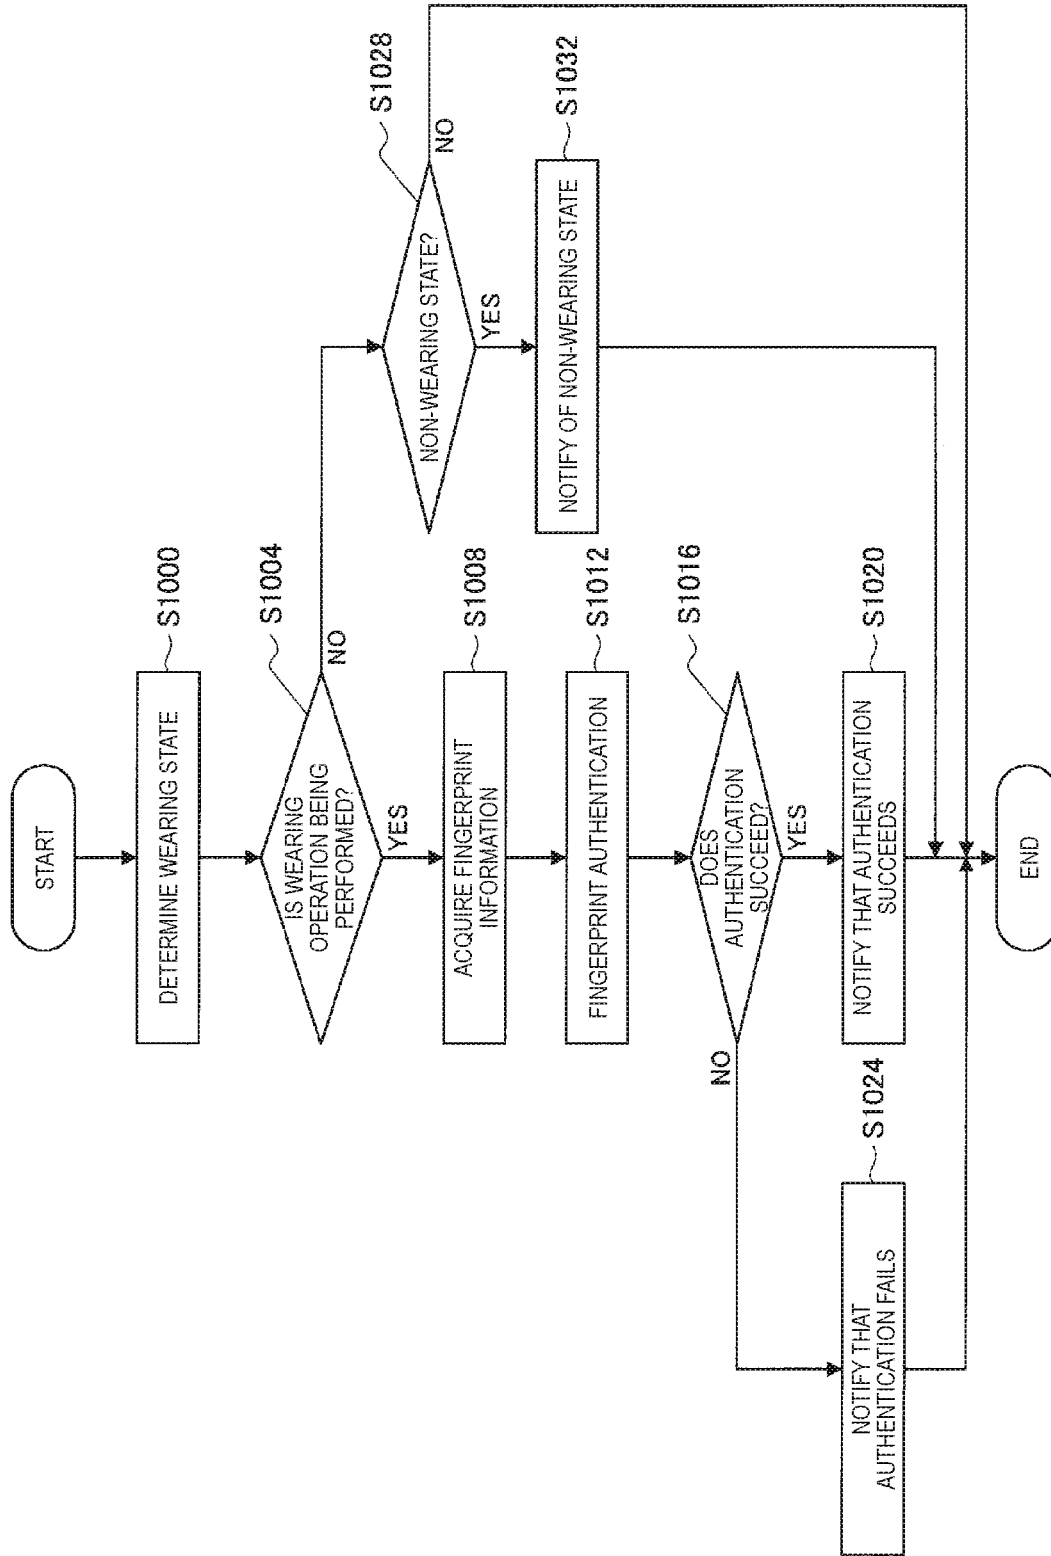 START
DETERMINE WEARING STATE
S1000
IS WEARING
OPERATION BEING
PERFORMED?
S1004
NO
YES
ACQUIRE FINGERPRINT
INFORMATION
S1008
FINGERPRINT AUTHENTICATION
S1012
DOES
AUTHENTICATION
SUCCEED?
S1016
NO
YES
NOTIFY THAT AUTHENTICATION
SUCCEEDS
S1020
NOTIFY THAT
AUTHENTICATION FAILS
S1024
NON-WEARING STATE?
S1028
NO
YES
NOTIFY OF NON-WEARING STATE
S1032
END